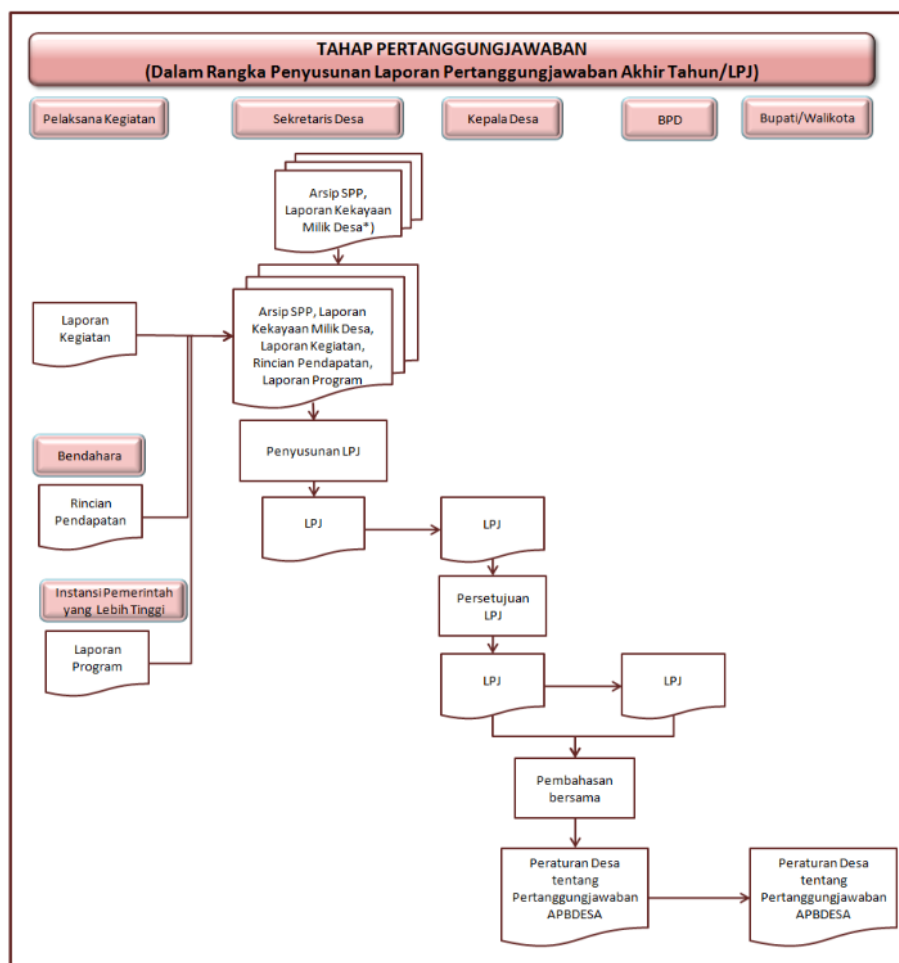 TAHAP PERTANGGUNGJAWABAN
(Dalam Rangka Penyusunan Laporan Pertanggungjawaban Akhir Tahun/LPJ)
Pelaksana Kegiatan
Sekretaris Desa
Kepala Desa
BPD
Bupati/Walikota
Arsip SPP,
Laporan Kekayaan
Milik Desa*)
Laporan
Kegiatan
Arsip SPP, Laporan
Kekayaan Milik Desa,
Laporan Kegiatan,
Rincian Pendapatan,
Laporan Program
Bendahara
Penyusunan LPJ
Rincian
Pendapatan
LPJ
LPJ
Instansi Pemerintah
yang Lebih Tinggi
Persetujuan
LPJ
Laporan
Program
LPJ
LPJ
Pembahasan
bersama
Peraturan Desa
tentang
Pertanggungjawaban
APBDESA
Peraturan Desa
tentang
Pertanggungjawaban
APBDESA